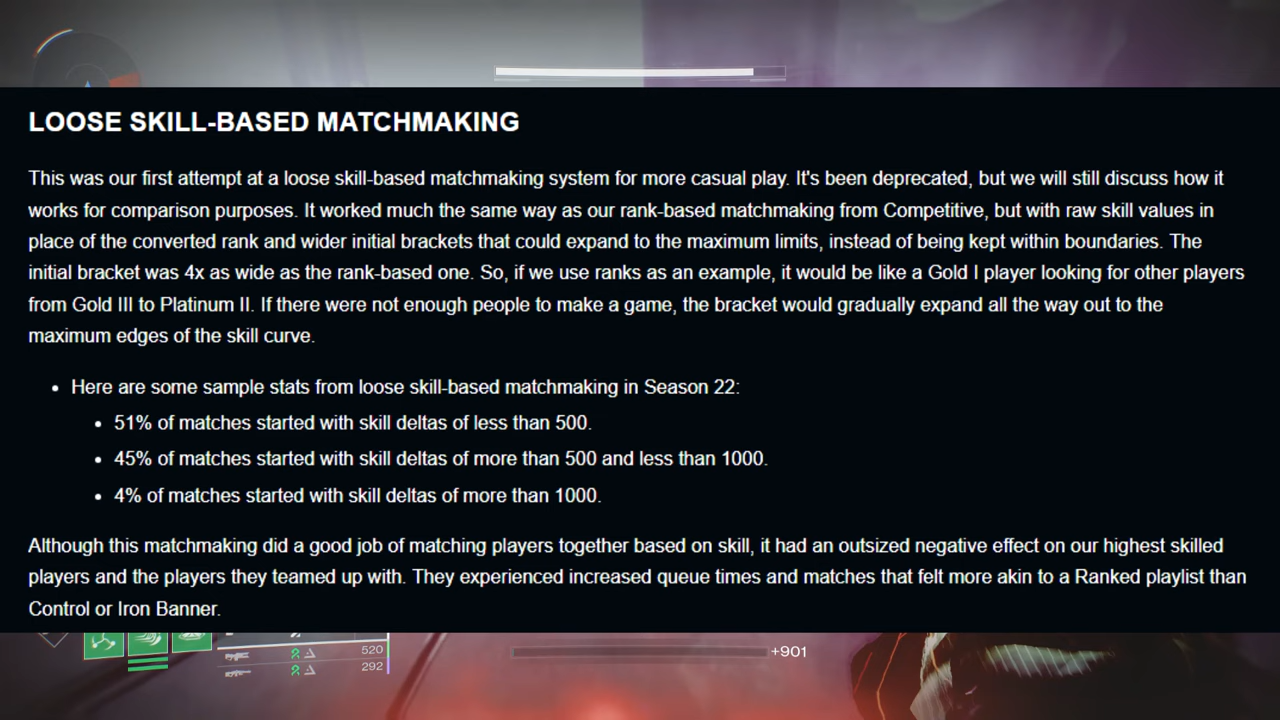 LOOSE SKILL-BASED MATCHMAKING
This was our first attempt at a loose skill-based matchmaking system for more casual play. It's been deprecated, but we will still discuss how it
works for comparison purposes. It worked much the same way as our rank-based matchmaking from Competitive, but with raw skill values in
place of the converted rank and wider initial brackets that could expand to the maximum limits, instead of being kept within boundaries. The
initial bracket was 4x as wide as the rank-based one. So, if we use ranks as an example, it would be like a Gold I player looking for other players
from Gold III to Platinum II. If there were not enough people to make a game, the bracket would gradually expand all the way out to the
maximum edges of the skill curve.
• Here are some sample stats from loose skill-based matchmaking in Season 22:
• 51% of matches started with skill deltas of less than 500.
• 45% of matches started with skill deltas of more than 500 and less than 1000.
• 4% of matches started with skill deltas of more than 1000.
Although this matchmaking did a good job of matching players together based on skill, it had an outsized negative effect on our highest skilled
players and the players they teamed up with. They experienced increased queue times and matches that felt more akin to a Ranked playlist than
Control or Iron Banner.
520
292
+901